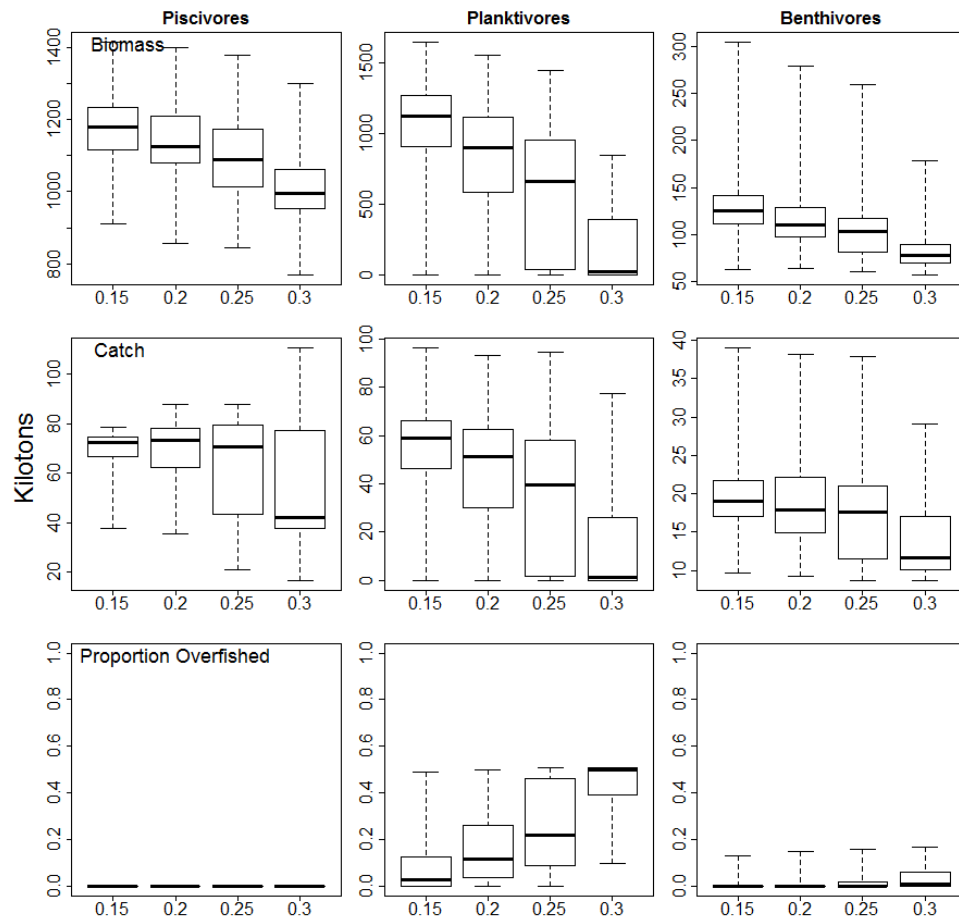 Piscivores Planktivores Benthivores
Biomass
800 1000 1200 1400
0 500 1000 1500
50 100 150 200 250 300
0.15 0.2 0.25 0.3
0.15 0.2 0.25 0.3
0.15 0.2 0.25 0.3
Kilotons
Catch
20 40 60 80 100
0 20 40 60 80 100
10 15 20 25 30 35 40
0.15 0.2 0.25 0.3
0.15 0.2 0.25 0.3
0.15 0.2 0.25 0.3
Proportion Overfished
0.0 0.2 0.4 0.6 0.8 1.0
0.0 0.2 0.4 0.6 0.8 1.0
0.0 0.2 0.4 0.6 0.8 1.0
0.15 0.2 0.25 0.3
0.15 0.2 0.25 0.3
0.15 0.2 0.25 0.3